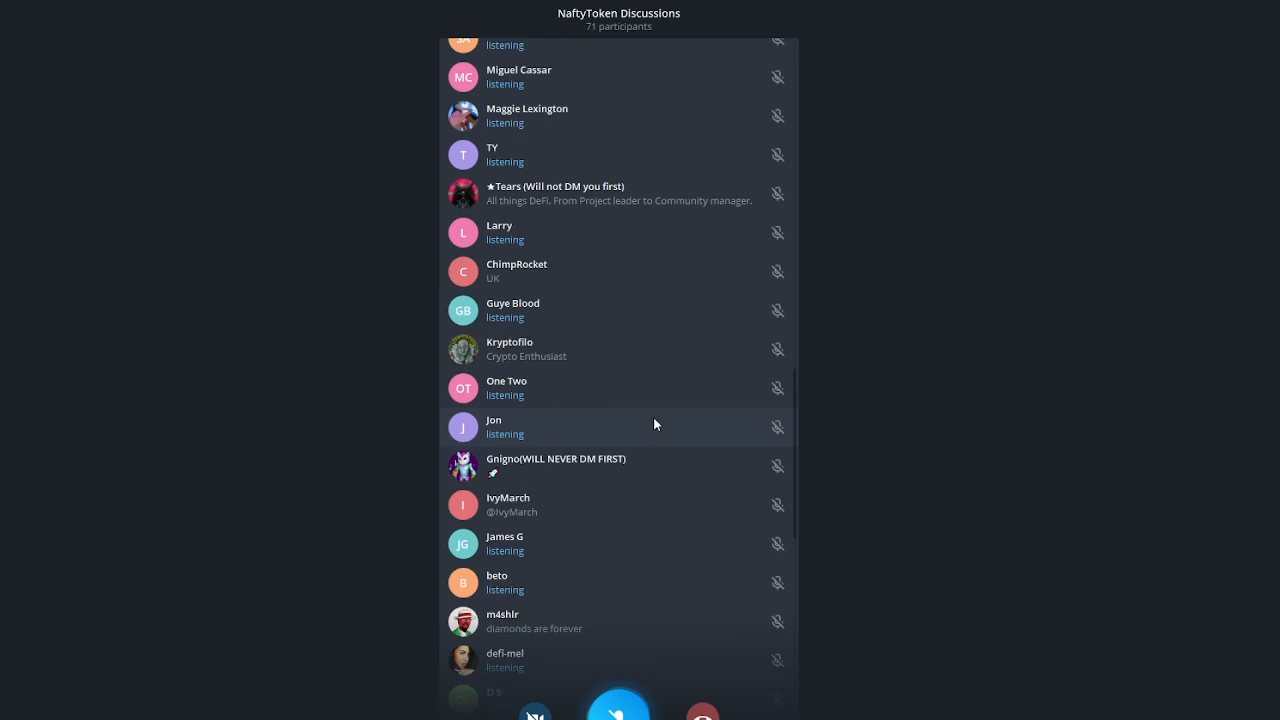 NaftyToken Discussions
71 participants
SA
listening
MC
Miguel Cassar
listening
Maggie Lexington
listening
T
TY
listening
★Tears (Will not DM you first)
All things DeFi. From Project leader to Community manager.
L
Larry
listening
C
ChimpRocket
UK
GB
Guye Blood
listening
Kryptofilo
Crypto Enthusiast
OT
One Two
listening
J
Jon
listening
Gnigno(WILL NEVER DM FIRST)
I
IvyMarch
@IvyMarch
JG
James G
listening
B
beto
listening
m4shlr
diamonds are forever
defi-mel
listening
D S